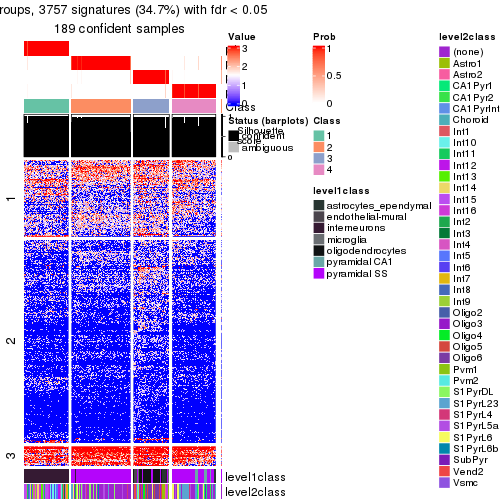 roups, 3757 signatures (34.7%) with fdr < 0.05
189 confident samples
1
2
3
Class
Silhouette
score
0
level1class
level2class
Value
3
2
1
0
Status (barplots)
confident
ambiguous
Prob
1
0.5
0
Class
1
2
3
4
level1class
astrocytes_ependymal
endothelial-mural
interneurons
microglia
oligodendrocytes
pyramidal CA1
pyramidal SS
level2class
(none)
Astro1
Astro2
CA1Pyr1
CA1Pyr2
CA1PyrInt
Choroid
Int1
Int10
Int11
Int12
Int13
Int14
Int15
Int16
Int2
Int3
Int4
Int5
Int6
Int7
Int8
Int9
Oligo2
Oligo3
Oligo4
Oligo5
Oligo6
Pvm1
Pvm2
S1PyrDL
S1PyrL23
S1PyrL4
S1PyrL5a
S1PyrL6
S1PyrL6b
SubPyr
Vend2
Vsmc